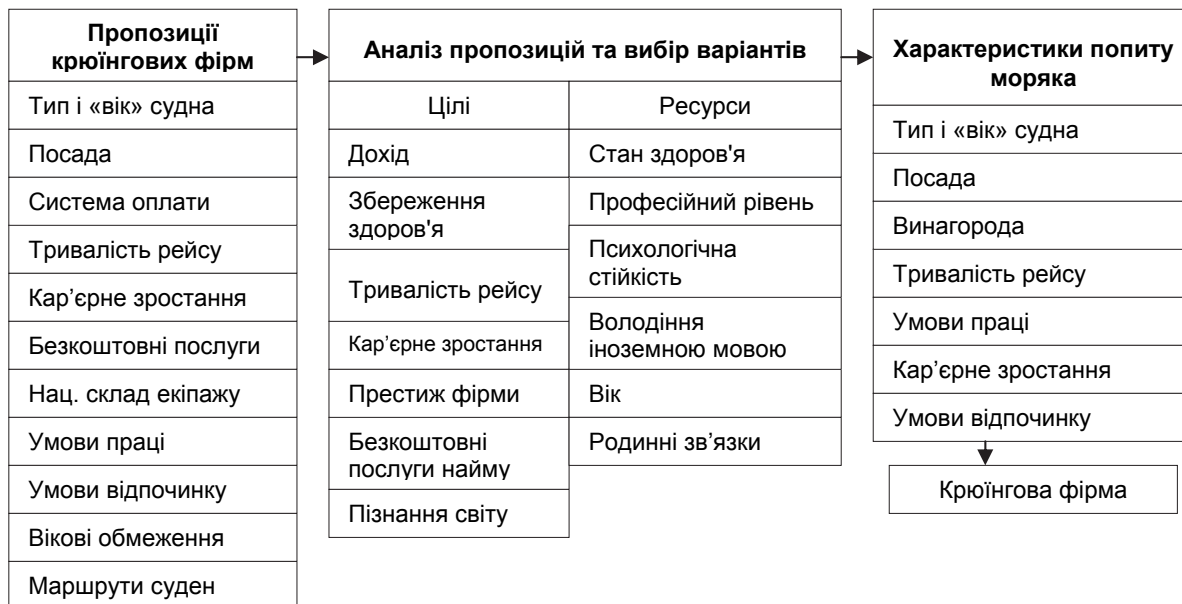 Пропозиції
крюїнгових фірм
Тип і «вік» судна
Посада
Система оплати
Тривалість рейсу
Кар’єрне зростання
Безкоштовні послуги
Нац. склад екіпажу
Умови праці
Умови відпочинку
Вікові обмеження
Маршрути суден
Аналіз пропозицій та вибір варіантів
Цілі
Дохід
Збереження
здоров'я
Тривалість рейсу
Кар’єрне зростання
Престиж фірми
Безкоштовні
послуги найму
Пізнання світу
Ресурси
Стан здоров'я
Професійний рівень
Психологічна
стійкість
Володіння
іноземною мовою
Вік
Родинні зв’язки
Характеристики попиту
моряка
Тип і «вік» судна
Посада
Винагорода
Тривалість рейсу
Умови праці
Кар’єрне зростання
Умови відпочинку
Крюїнгова фірма